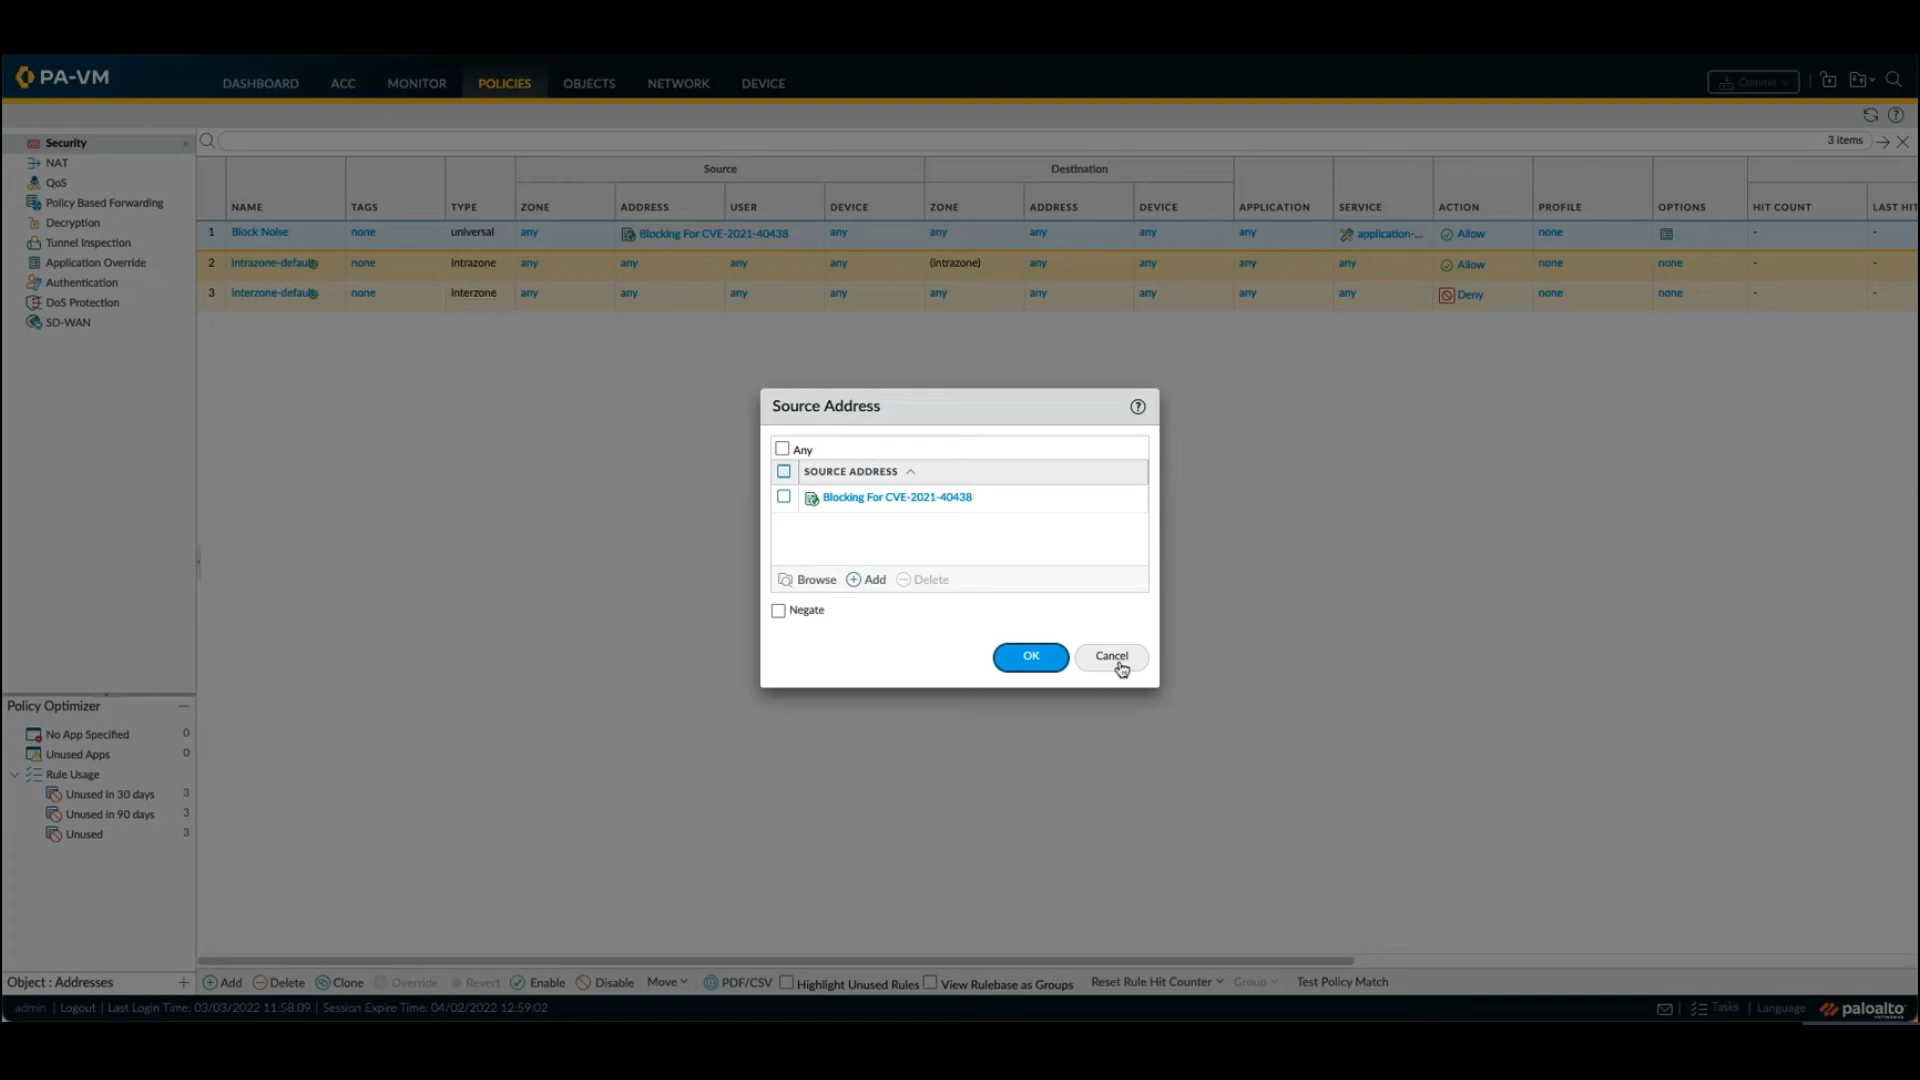 PA-VM
DASHBOARD ACC MONITOR POLICIES OBJECTS NETWORK DEVICE
Commit
3 items
Security
NAT
QoS
Policy Based Forwarding
Decryption
Tunnel Inspection
Application Override
Authentication
DoS Protection
SD-WAN
Source Destination
NAME TAGS TYPE ZONE ADDRESS USER DEVICE ZONE ADDRESS DEVICE APPLICATION SERVICE ACTION PROFILE OPTIONS HIT COUNT LAST HIT
1 Block Noise none universal any Blocking For CVE-2021-40438 any any any any any any application-... Allow none - -
2 intrazone-default none intrazone any any any any (intrazone) any any any any Allow none none - -
3 interzone-default none interzone any any any any any any any any any Deny none none - -
Source Address
Any
SOURCE ADDRESS
Blocking For CVE-2021-40438
Browse Add Delete
Negate
OK Cancel
Policy Optimizer
No App Specified 0
Unused Apps 0
Rule Usage
Unused in 30 days 3
Unused in 90 days 3
Unused 3
Object : Addresses
Add Delete Clone Override Revert Enable Disable Move PDF/CSV Highlight Unused Rules View Rulebase as Groups Reset Rule Hit Counter Group Test Policy Match
admin | Logout | Last Login Time: 03/03/2022 11:58:09 | Session Expire Time: 04/02/2022 12:59:02
Tasks | Language paloalto
NETWORKS